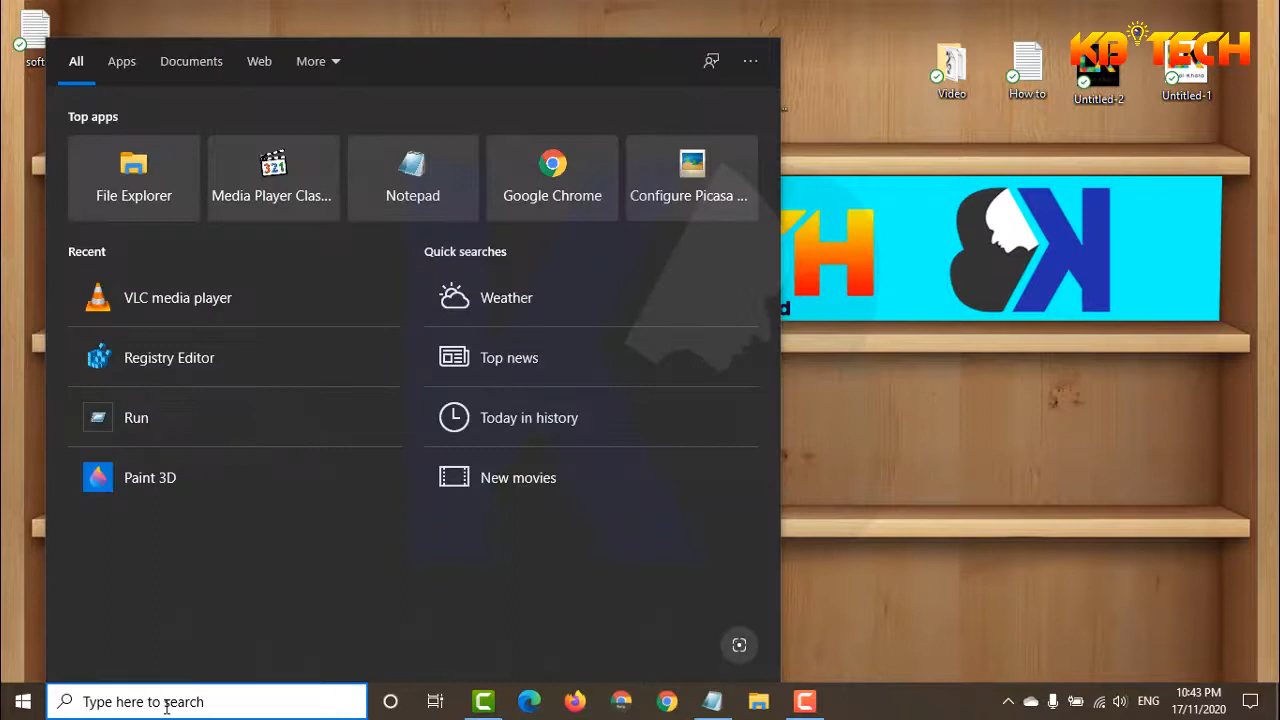 soft
KB TECH
Video
How to
Untitled-2
Untitled-1
All
Apps
Documents
Web
More
Top apps
File Explorer
Media Player Clas...
Notepad
Google Chrome
Configure Picasa ...
Recent
Quick searches
VLC media player
Weather
Registry Editor
Top news
Run
Today in history
Paint 3D
New movies
Type here to search
ENG
10:43 PM
17/11/2020